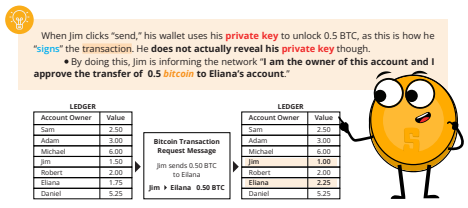 When Jim clicks “send,” his wallet uses his private key to unlock 0.5 BTC, as this is how he
“signs” the transaction. He does not actually reveal his private key though.
● By doing this, Jim is informing the network “I am the owner of this account and I
approve the transfer of 0.5 bitcoin to Eliana’s account.”
LEDGER
Account Owner Value
Sam 2.50
Adam 3.00
Michael 6.00
Jim 1.50
Robert 2.00
Eliana 1.75
Daniel 5.25
Bitcoin Transaction
Request Message
Jim sends 0.50 BTC
to Eilana
Jim ▸ Eilana 0.50 BTC
LEDGER
Account Owner Value
Sam 2.50
Adam 3.00
Michael 6.00
Jim 1.00
Robert 2.00
Eliana 2.25
Daniel 5.25